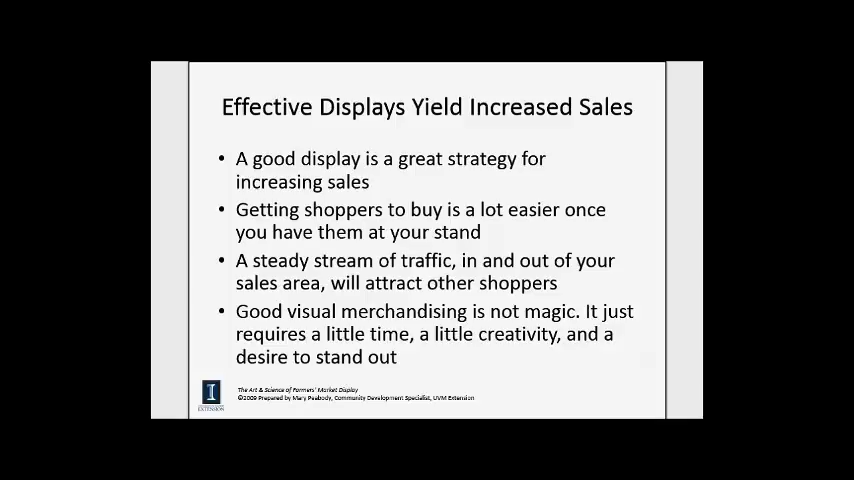 Effective Displays Yield Increased Sales
• A good display is a great strategy for
increasing sales
• Getting shoppers to buy is a lot easier once
you have them at your stand
• A steady stream of traffic, in and out of your
sales area, will attract other shoppers
• Good visual merchandising is not magic. It just
requires a little time, a little creativity, and a
desire to stand out
The Art & Science of Farmers' Market Display
©2009 Prepared by Mary Peabody, Community Development Specialist, UVM Extension
I
EXTENSION